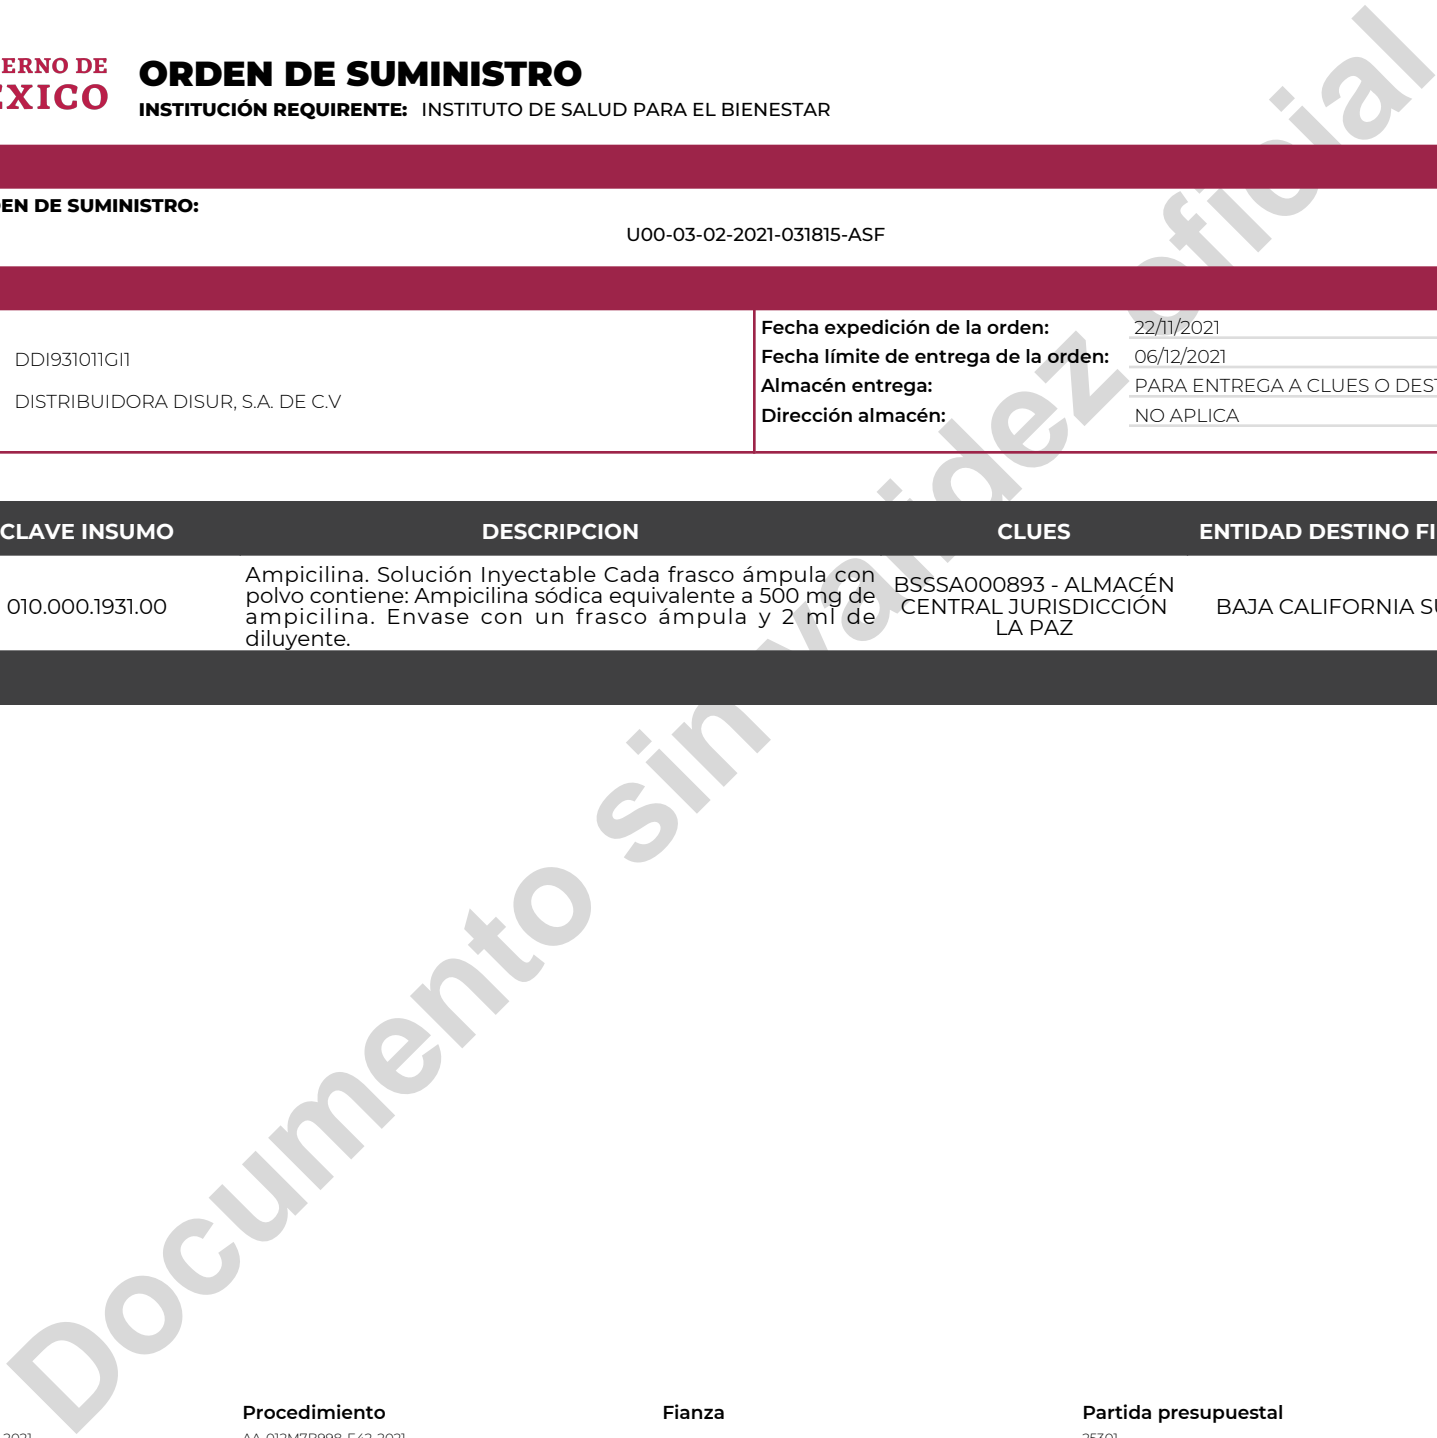 ERNO DE
EXICO
ORDEN DE SUMINISTRO
INSTITUCIÓN REQUIRENTE: INSTITUTO DE SALUD PARA EL BIENESTAR
EN DE SUMINISTRO:
U00-03-02-2021-031815-ASF
DDI931011GI1
DISTRIBUIDORA DISUR, S.A. DE C.V
Fecha expedición de la orden: 22/11/2021
Fecha límite de entrega de la orden: 06/12/2021
Almacén entrega: PARA ENTREGA A CLUES O DEST
Dirección almacén: NO APLICA
CLAVE INSUMO DESCRIPCION CLUES ENTIDAD DESTINO FI
010.000.1931.00
Ampicilina. Solución Inyectable Cada frasco ámpula con
polvo contiene: Ampicilina sódica equivalente a 500 mg de
ampicilina. Envase con un frasco ámpula y 2 ml de
diluyente.
BSSSA000893 - ALMACÉN
CENTRAL JURISDICCIÓN
LA PAZ
BAJA CALIFORNIA SU
Documento sin validez oficial
Procedimiento Fianza Partida presupuestal